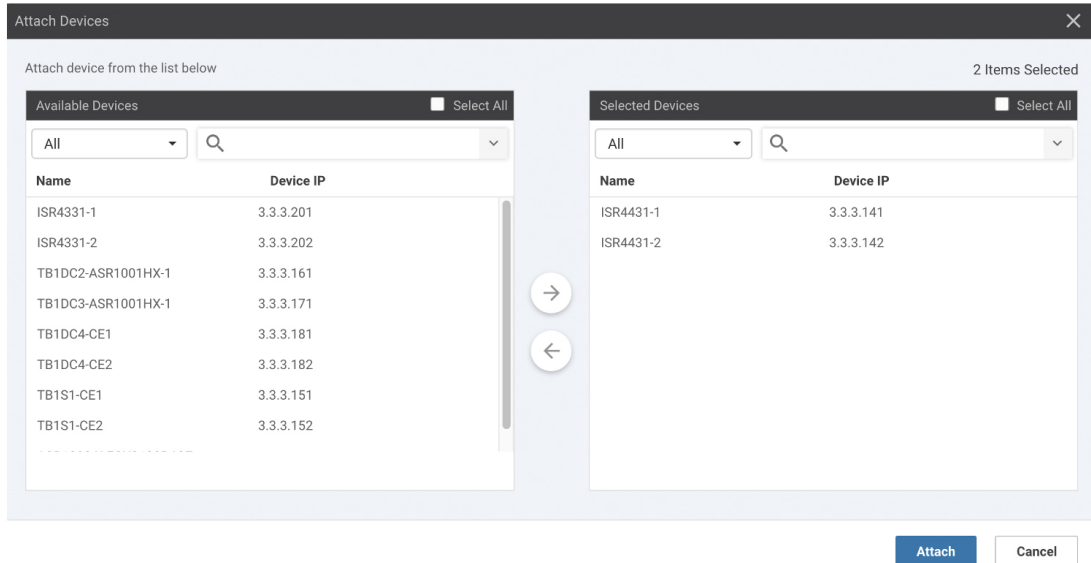 Attach Devices
Attach device from the list below
2 Items Selected
Available Devices Select All
All
Name Device IP
ISR4331-1 3.3.3.201
ISR4331-2 3.3.3.202
TB1DC2-ASR1001HX-1 3.3.3.161
TB1DC3-ASR1001HX-1 3.3.3.171
TB1DC4-CE1 3.3.3.181
TB1DC4-CE2 3.3.3.182
TB1S1-CE1 3.3.3.151
TB1S1-CE2 3.3.3.152
Selected Devices Select All
All
Name Device IP
ISR4431-1 3.3.3.141
ISR4431-2 3.3.3.142
Attach Cancel